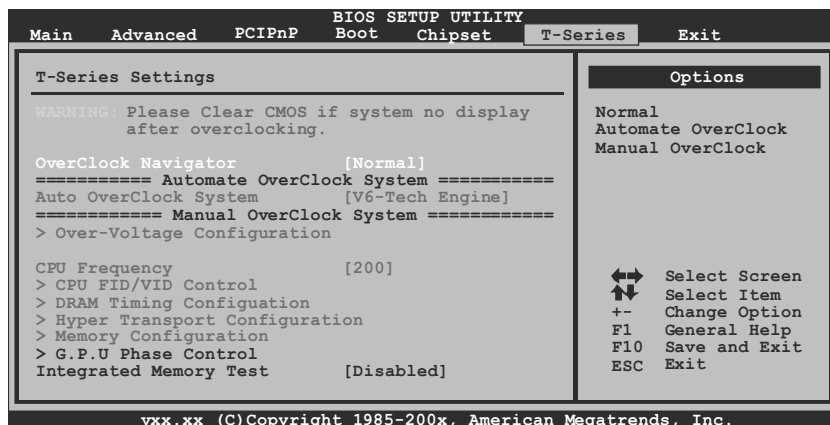 BIOS SETUP UTILITY
Main Advanced PCIPnP Boot Chipset T-Series Exit
T-Series Settings
WARNING: Please Clear CMOS if system no display
after overclocking.
OverClock Navigator [Normal]
=========== Automate OverClock System ===========
Auto OverClock System [V6-Tech Engine]
============ Manual OverClock System ============
> Over-Voltage Configuration
CPU Frequency [200]
> CPU FID/VID Control
> DRAM Timing Configuation
> Hyper Transport Configuration
> Memory Configuration
> G.P.U Phase Control
Integrated Memory Test [Disabled]
Options
Normal
Automate OverClock
Manual OverClock
Select Screen
Select Item
+- Change Option
F1 General Help
F10 Save and Exit
ESC Exit
vxx.xx (C)Copyright 1985-200x, American Megatrends, Inc.